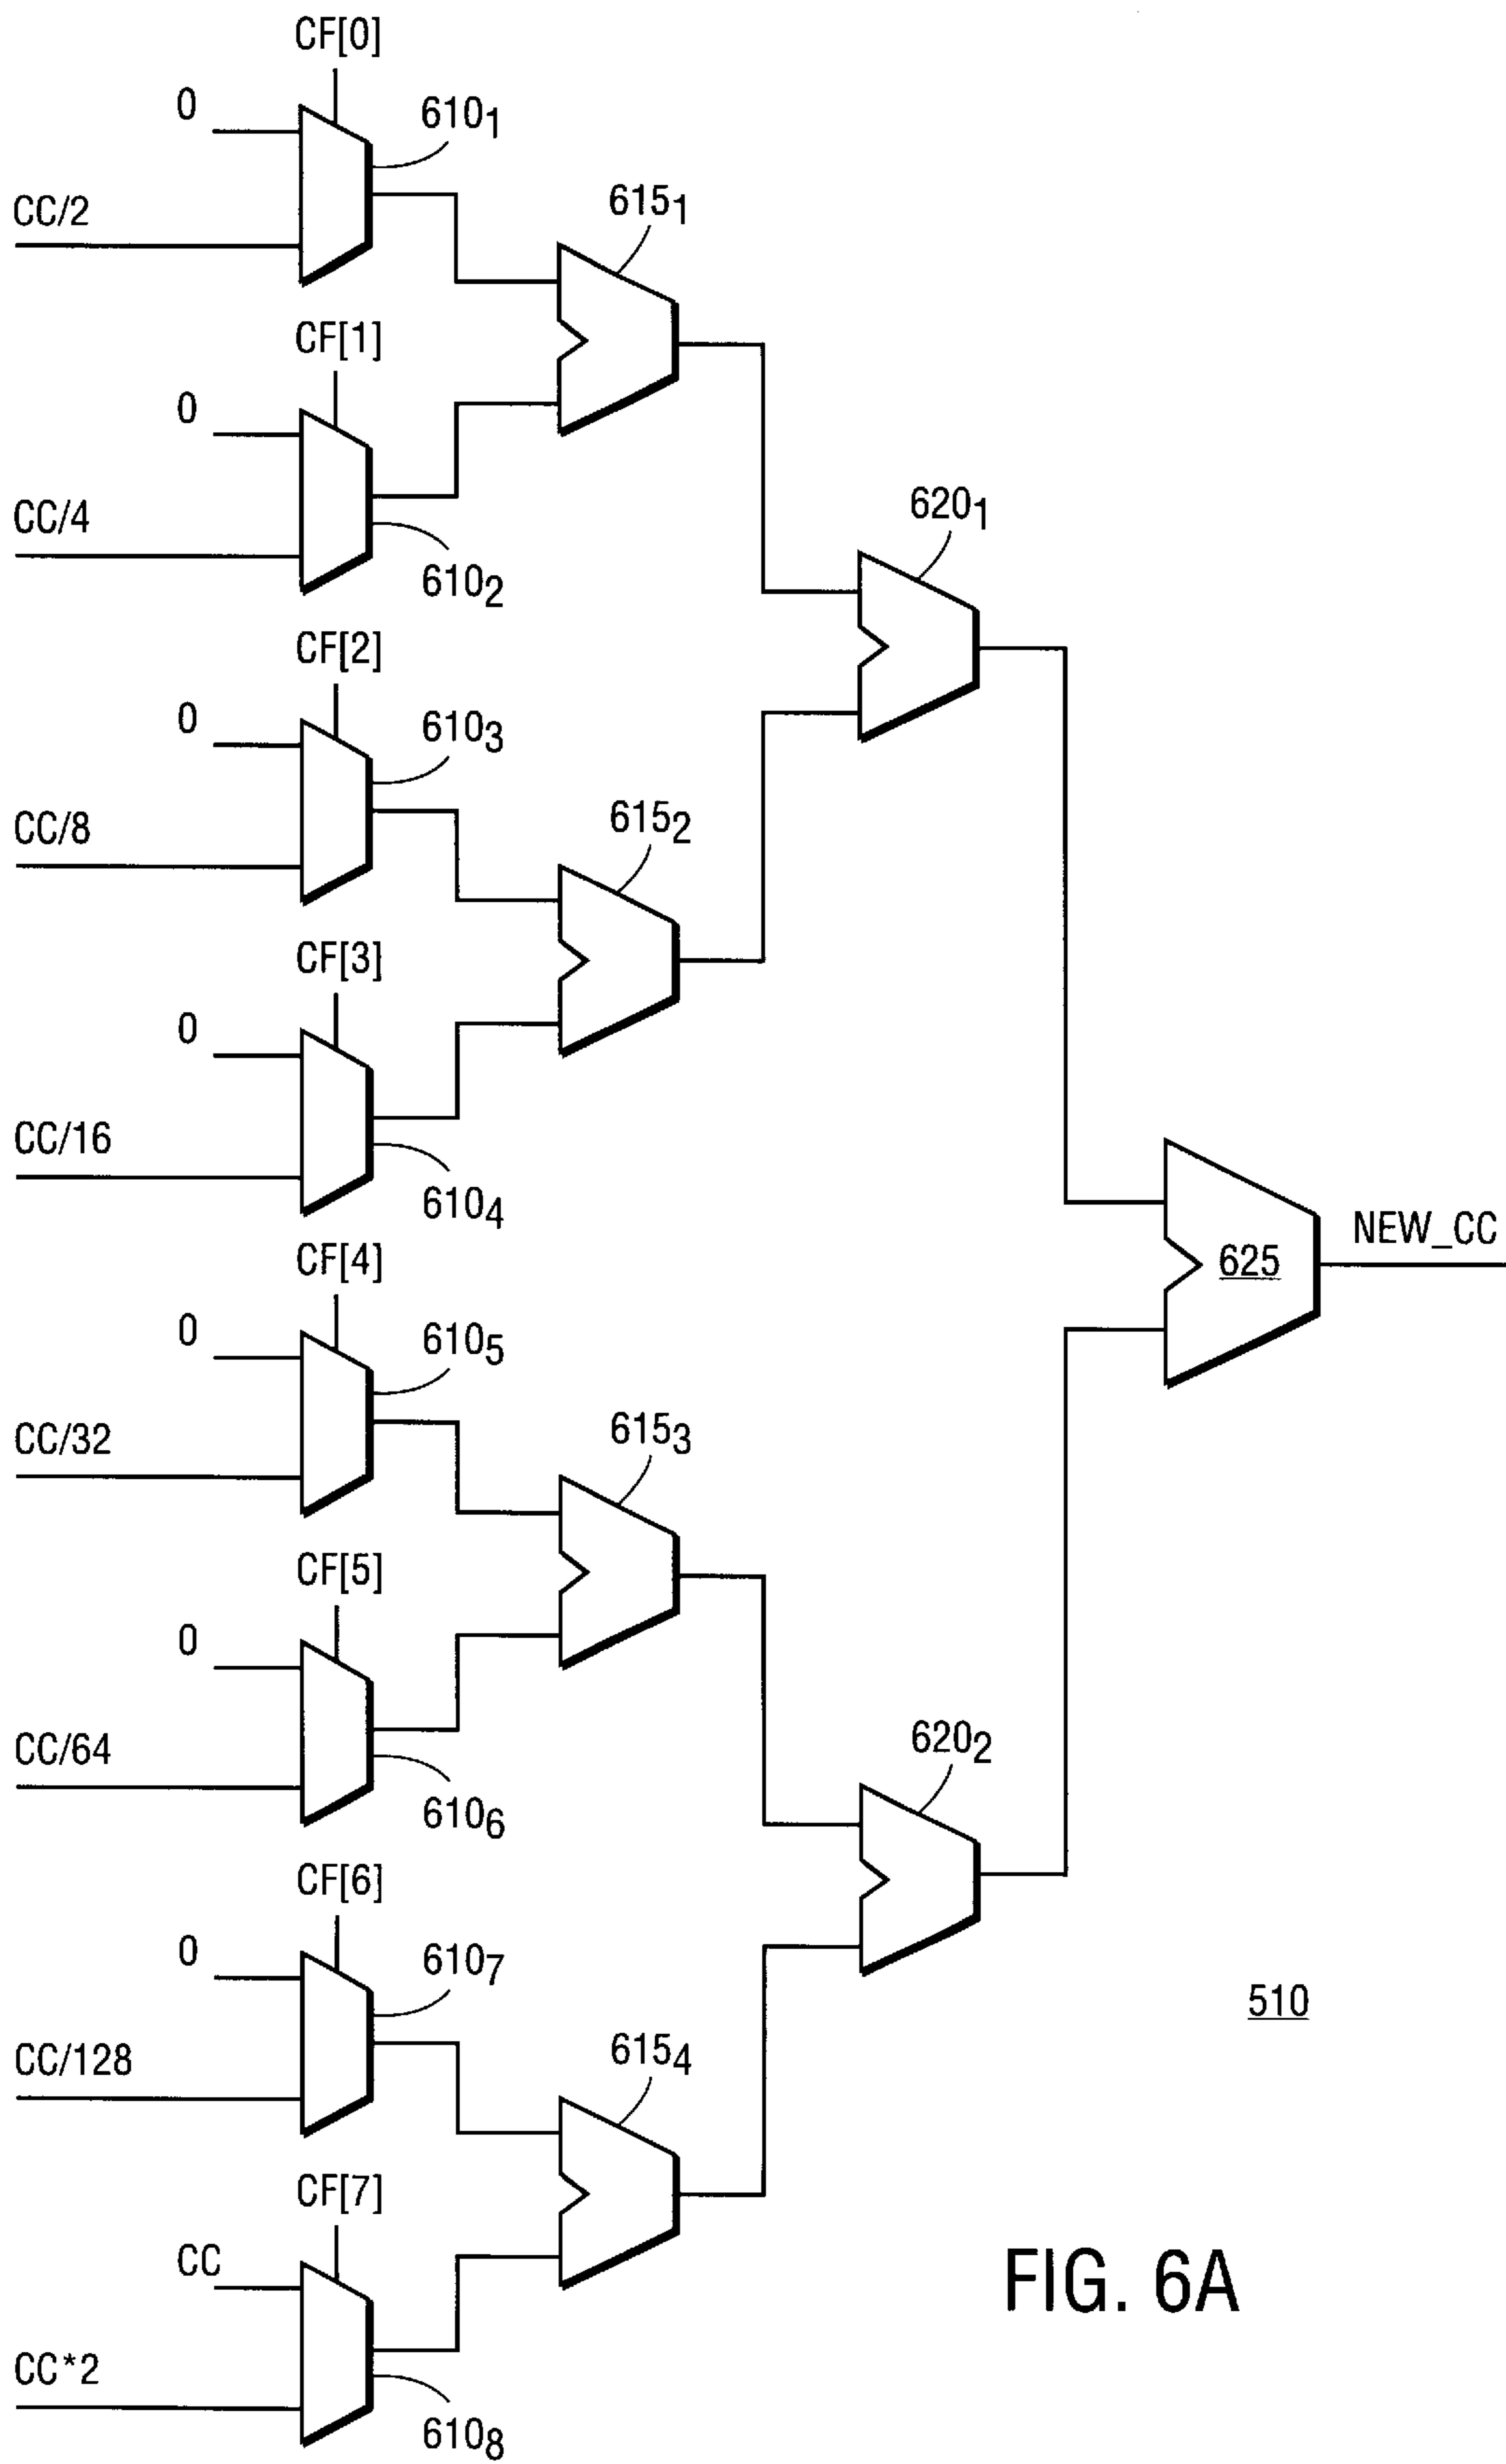 CF[0]
0
610₁
CC/2
615₁
CF[1]
0
CC/4
610₂
620₁
CF[2]
0
610₃
CC/8
615₂
CF[3]
0
CC/16
610₄
NEW_CC
625
CF[4]
0
610₅
CC/32
615₃
CF[5]
0
CC/64
610₆
620₂
CF[6]
0
610₇
510
CC/128
615₄
CF[7]
CC
CC*2
610₈
FIG. 6A